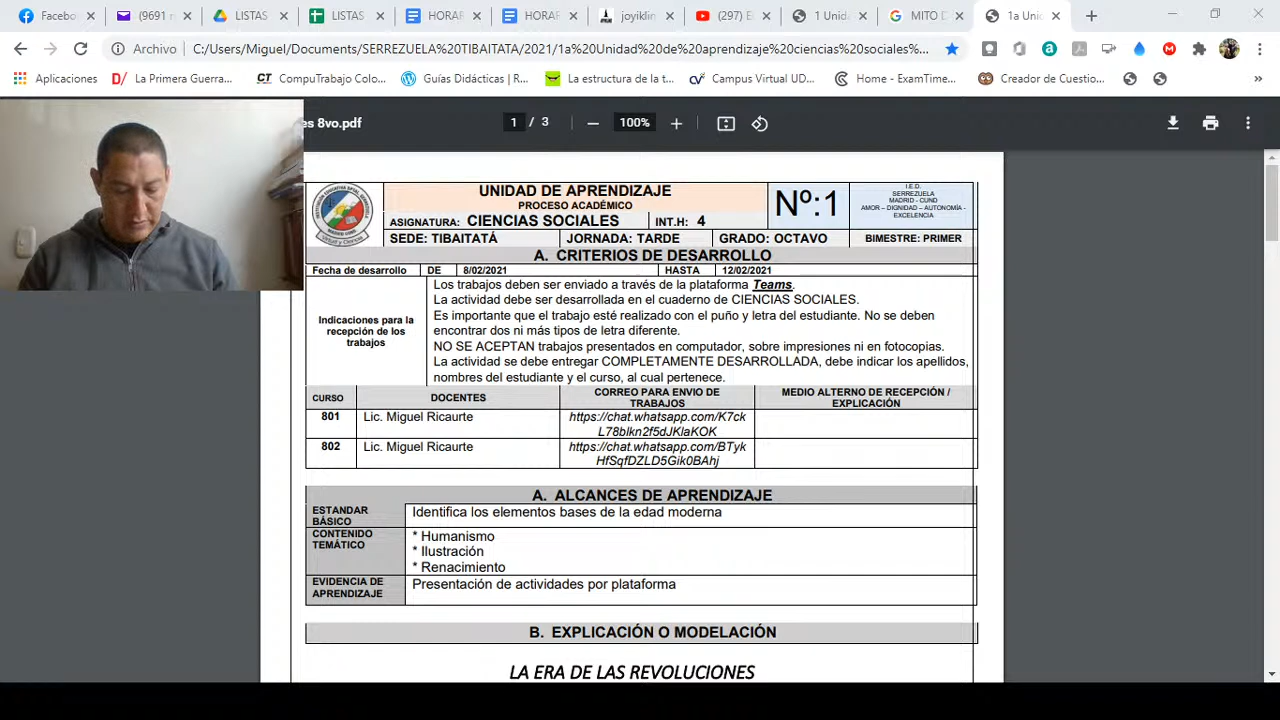 Facebo
(9691 n
LISTAS
LISTAS
HORAR
HORAR
joyiklin
(297) E
1 Unid
MITO D
1a Unid
Archivo
C:/Users/Miguel/Documents/SERREZUELA%20TIBAITATA/2021/1a%20Unidad%20de%20aprendizaje%20ciencias%20sociales%...
Aplicaciones
La Primera Guerra...
CompuTrabajo Colo...
Guías Didácticas | R...
La estructura de la t...
Campus Virtual UD...
Home - ExamTime...
Creador de Cuestio...
es 8vo.pdf
1 / 3
100%
UNIDAD DE APRENDIZAJE
PROCESO ACADÉMICO
ASIGNATURA: CIENCIAS SOCIALES
INT.H: 4
Nº:1
I.E.D.
SERREZUELA
MADRID - CUND
AMOR – DIGNIDAD – AUTONOMÍA -
EXCELENCIA
SEDE: TIBAITATÁ
JORNADA: TARDE
GRADO: OCTAVO
BIMESTRE: PRIMER
A. CRITERIOS DE DESARROLLO
Fecha de desarrollo
DE
8/02/2021
HASTA
12/02/2021
Indicaciones para la
recepción de los
trabajos
Los trabajos deben ser enviado a través de la plataforma Teams.
La actividad debe ser desarrollada en el cuaderno de CIENCIAS SOCIALES.
Es importante que el trabajo esté realizado con el puño y letra del estudiante. No se deben
encontrar dos ni más tipos de letra diferente.
NO SE ACEPTAN trabajos presentados en computador, sobre impresiones ni en fotocopias.
La actividad se debe entregar COMPLETAMENTE DESARROLLADA, debe indicar los apellidos,
nombres del estudiante y el curso, al cual pertenece.
CURSO
DOCENTES
CORREO PARA ENVIO DE
TRABAJOS
MEDIO ALTERNO DE RECEPCIÓN /
EXPLICACIÓN
801
Lic. Miguel Ricaurte
https://chat.whatsapp.com/K7ck
L78blkn2f5dJKlaKOK
802
Lic. Miguel Ricaurte
https://chat.whatsapp.com/BTyk
HfSqfDZLD5Gik0BAhj
A. ALCANCES DE APRENDIZAJE
ESTANDAR
BÁSICO
Identifica los elementos bases de la edad moderna
CONTENIDO
TEMÁTICO
* Humanismo
* Ilustración
* Renacimiento
EVIDENCIA DE
APRENDIZAJE
Presentación de actividades por plataforma
B. EXPLICACIÓN O MODELACIÓN
LA ERA DE LAS REVOLUCIONES